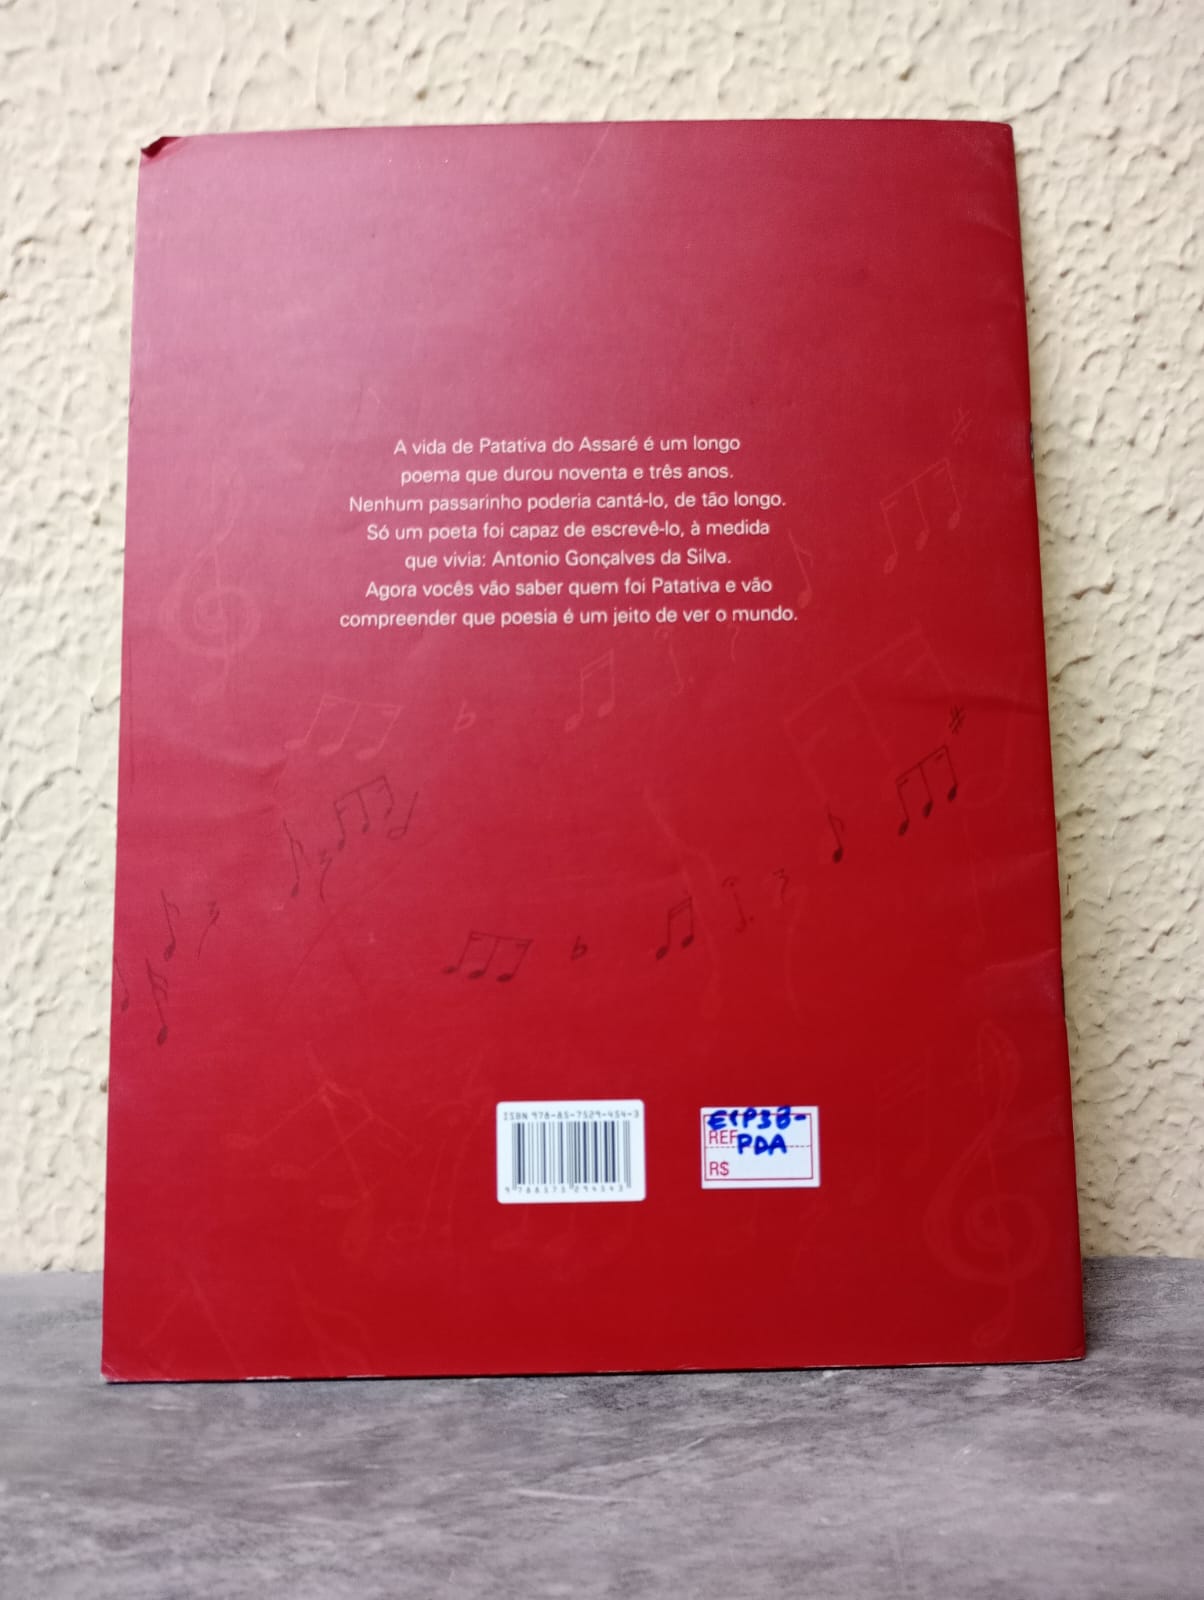 A vida de Patativa do Assaré é um longo
poema que durou noventa e três anos.
Nenhum passarinho poderia cantá-lo, de tão longo.
Só um poeta foi capaz de escrevê-lo, à medida
que vivia: Antonio Gonçalves da Silva.
Agora vocês vão saber quem foi Patativa e vão
compreender que poesia é um jeito de ver o mundo.
ISBN 978-85-7529-454-3
9 788575 294543
REF
PDA
R$